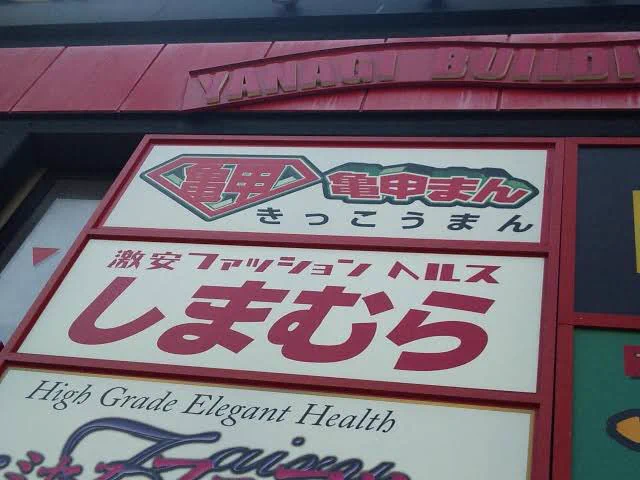 YANAGI BUILDI
亀甲 亀甲まん
きっこうまん
激安ファッションヘルス
しまむら
High Grade Elegant Health